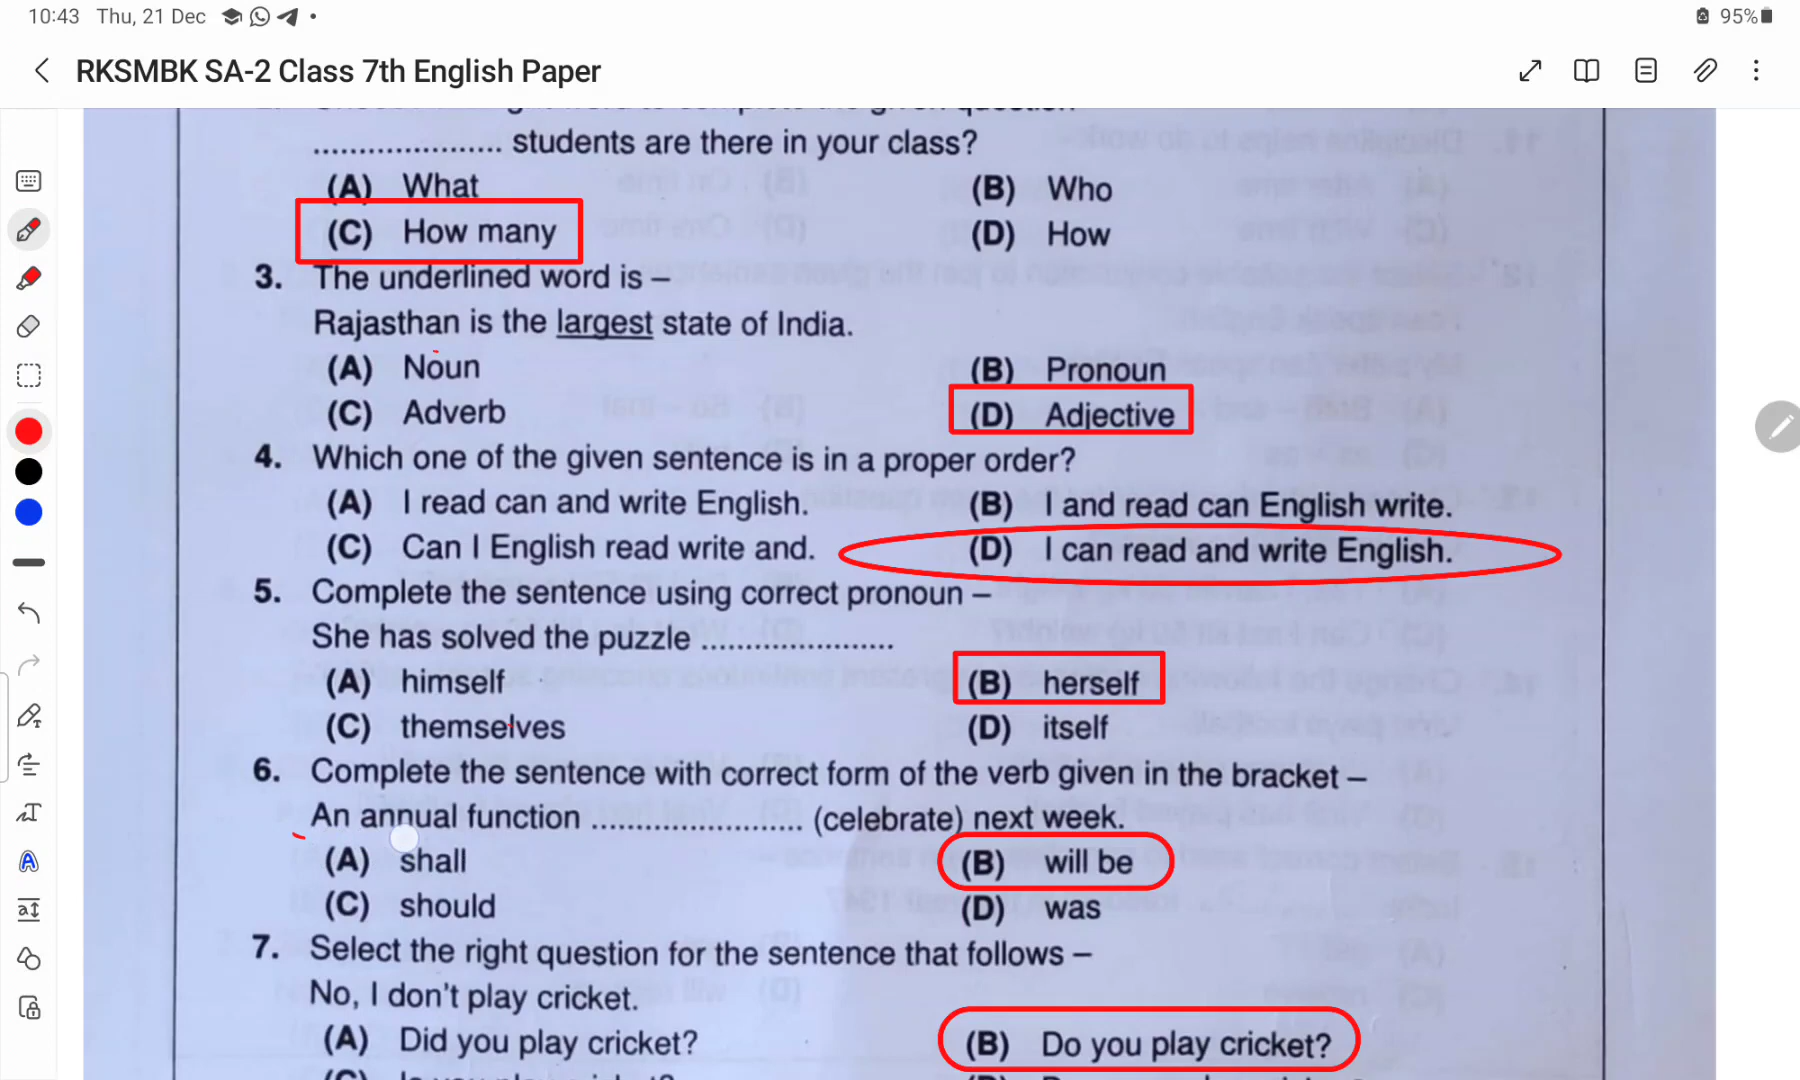 10:43 Thu, 21 Dec
95%
RKSMBK SA-2 Class 7th English Paper
..................... students are there in your class?
(A) What (B) Who
(C) How many (D) How
3. The underlined word is –
Rajasthan is the largest state of India.
(A) Noun (B) Pronoun
(C) Adverb (D) Adjective
4. Which one of the given sentence is in a proper order?
(A) I read can and write English. (B) I and read can English write.
(C) Can I English read write and. (D) I can read and write English.
5. Complete the sentence using correct pronoun –
She has solved the puzzle ......................
(A) himself (B) herself
(C) themselves (D) itself
6. Complete the sentence with correct form of the verb given in the bracket –
An annual function ........................ (celebrate) next week.
(A) shall (B) will be
(C) should (D) was
7. Select the right question for the sentence that follows –
No, I don't play cricket.
(A) Did you play cricket? (B) Do you play cricket?